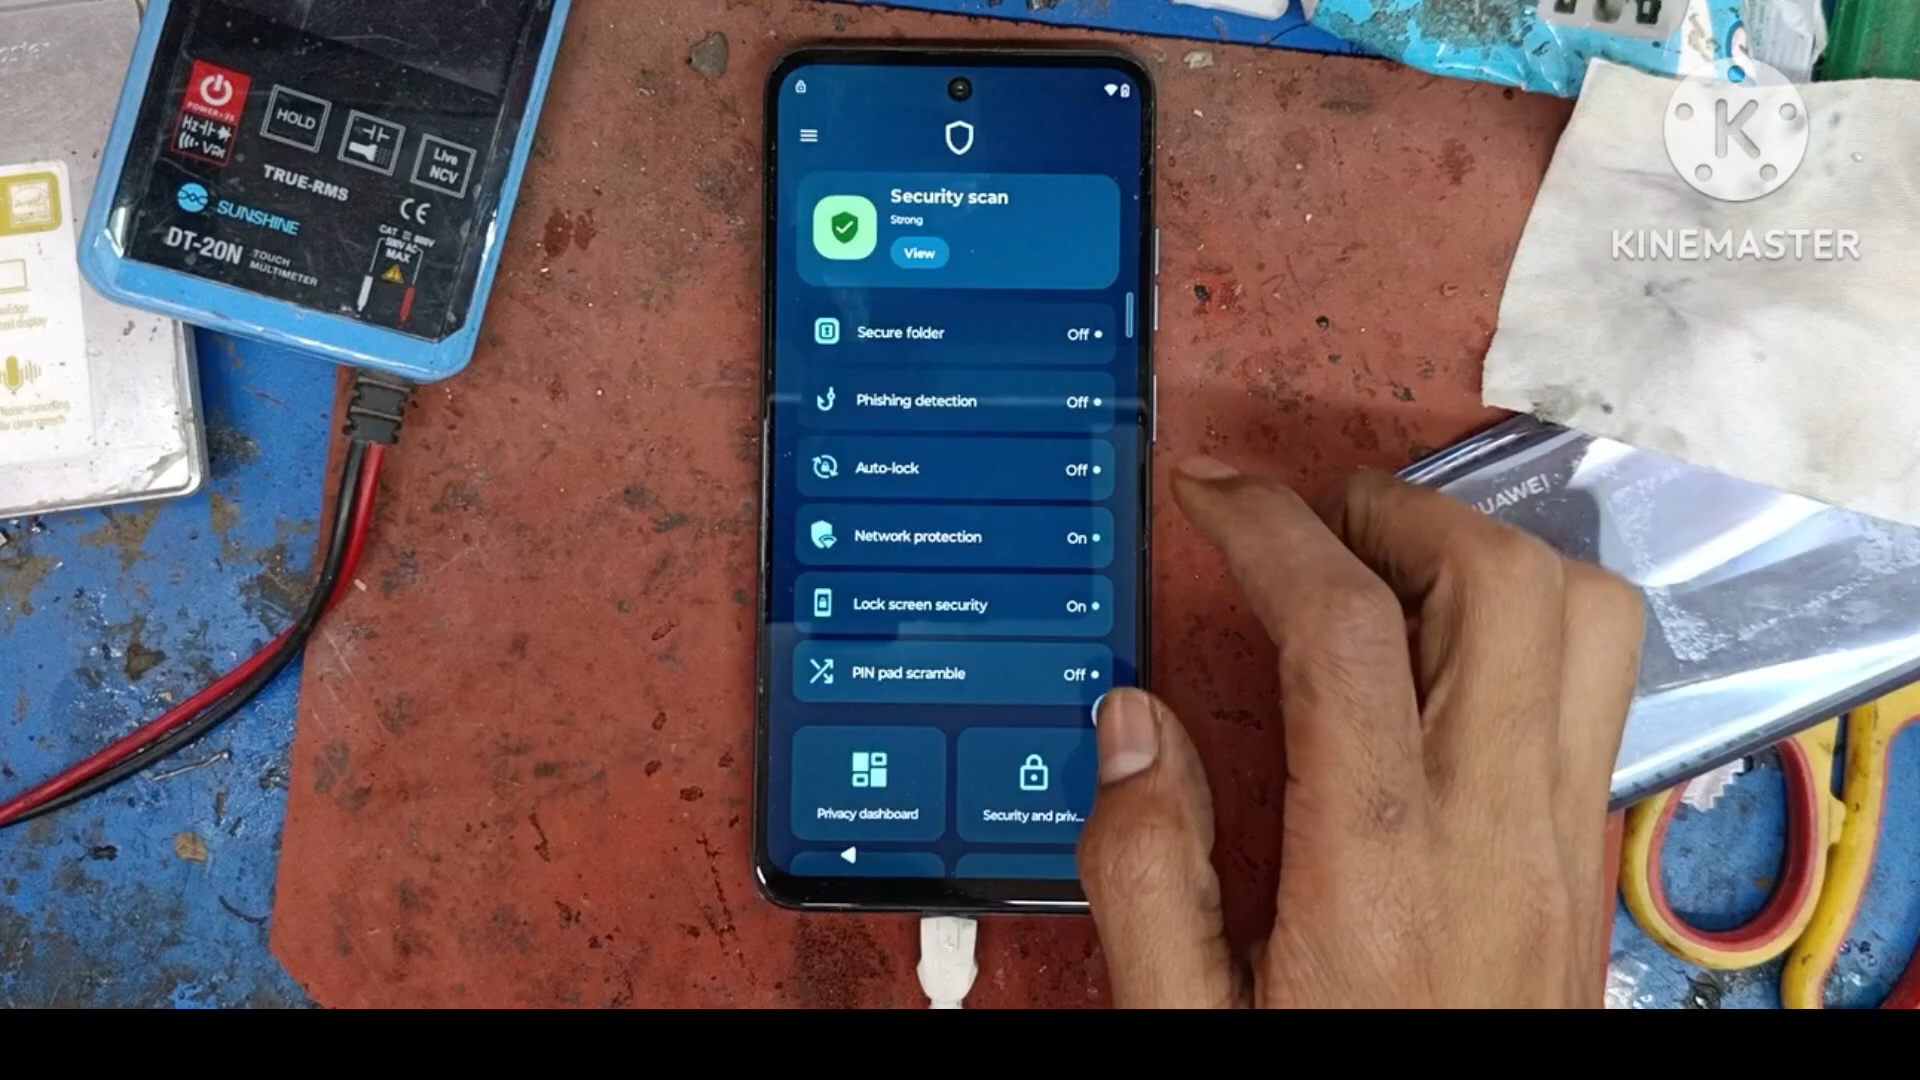 POWER
HOLD
Live
NCV
TRUE-RMS
SUNSHINE
CE
DT-20N
TOUCH
MULTIMETER
MAX
Security scan
Strong
View
Secure folder
Off
Phishing detection
Off
Auto-lock
Off
Network protection
On
Lock screen security
On
PIN pad scramble
Off
Privacy dashboard
Security and priv...
K
KINEMASTER
HUAWEI